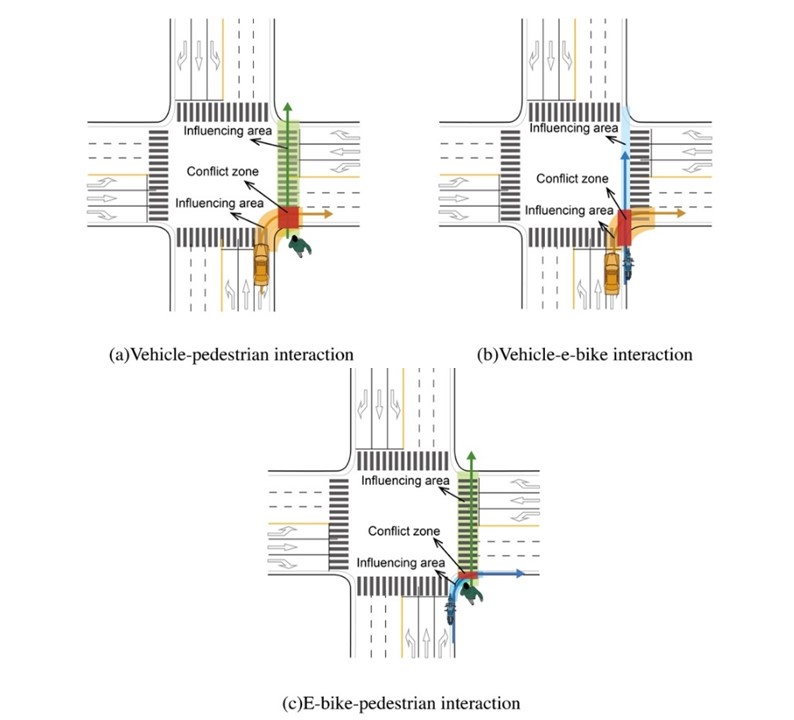 Influencing area
Conflict zone
Influencing area
(a)Vehicle-pedestrian interaction
Influencing area
Conflict zone
Influencing area
(b)Vehicle-e-bike interaction
Influencing area
Conflict zone
Influencing area
(c)E-bike-pedestrian interaction